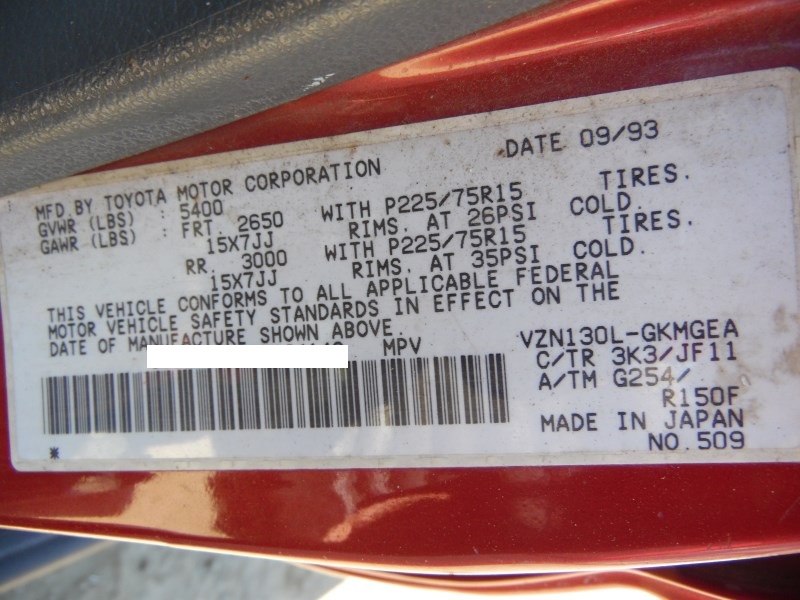 DATE 09/93
MFD.BY TOYOTA MOTOR CORPORATION
GVWR (LBS) : 5400
GAWR (LBS) : FRT. 2650 WITH P225/75R15 TIRES.
15X7JJ RIMS. AT 26PSI COLD.
RR. 3000 WITH P225/75R15 TIRES.
15X7JJ RIMS. AT 35PSI COLD.
THIS VEHICLE CONFORMS TO ALL APPLICABLE FEDERAL
MOTOR VEHICLE SAFETY STANDARDS IN EFFECT ON THE
DATE OF MANUFACTURE SHOWN ABOVE.
MPV VZN130L-GKMGEA
C/TR 3K3/JF11
A/TM G254/
R150F
MADE IN JAPAN
* NO.509